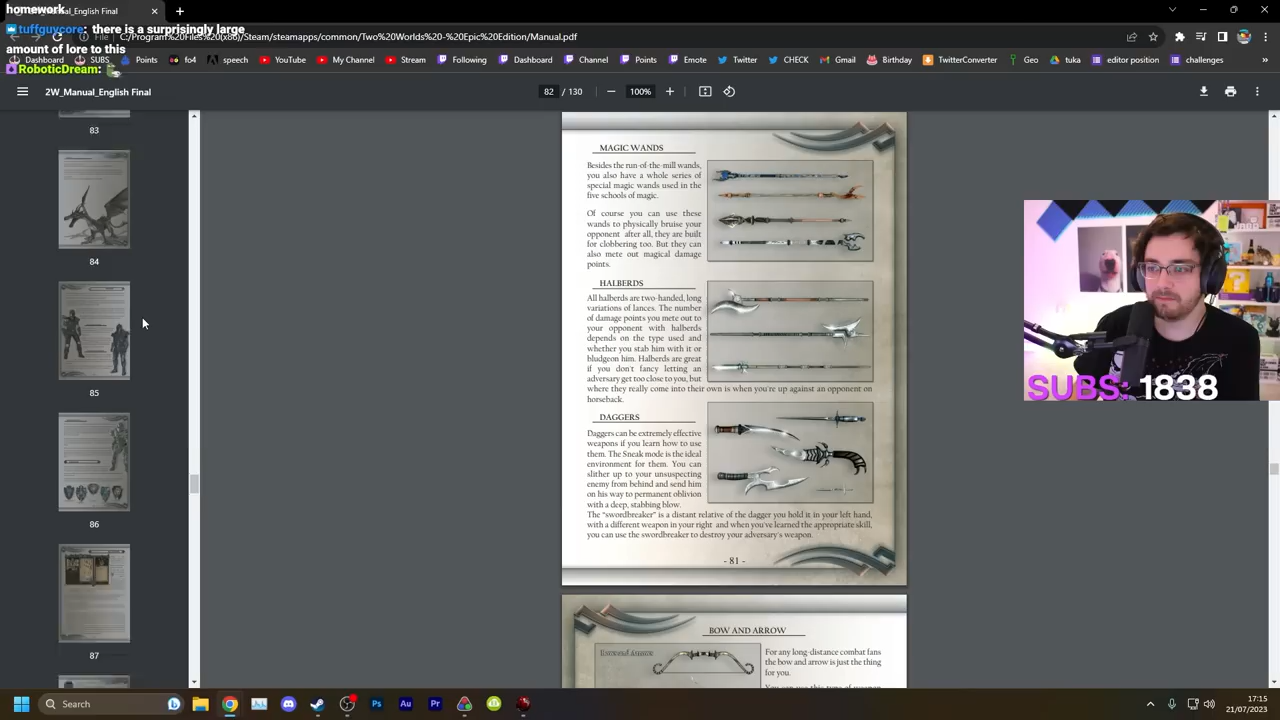 homework
2W_Manual_English Final
tuffguycore: there is a surprisingly large
amount of lore to this
RoboticDream:
C:/Program%20Files%20(x86)/Steam/steamapps/common/Two%20Worlds%20-%20Epic%20Edition/Manual.pdf
Dashboard SUBS Points fo4 speech YouTube My Channel Stream Following Dashboard Channel Points Emote Twitter CHECK Gmail Birthday TwitterConverter Geo tuka editor position challenges »
2W_Manual_English Final
82 / 130
100%
83
84
85
86
87
MAGIC WANDS
Besides the run-of-the-mill wands,
you also have a whole series of
special magic wands used in the
five schools of magic.
Of course you can use these
wands to physically bruise your
opponent after all, they are built
for clobbering too. But they can
also mete out magical damage
points.
HALBERDS
All halberds are two-handed, long
variations of lances. The number
of damage points you mete out to
your opponent with halberds
depends on the type used and
whether you stab him with it or
bludgeon him. Halberds are great
if you don't fancy letting an
adversary get too close to you, but
where they really come into their own is when you're up against an opponent on
horseback.
DAGGERS
Daggers can be extremely effective
weapons if you learn how to use
them. The Sneak mode is the ideal
environment for them. You can
slither up to your unsuspecting
enemy from behind and send him
on his way to permanent oblivion
with a deep, stabbing blow.
The "swordbreaker" is a distant relative of the dagger you hold it in your left hand,
with a different weapon in your right and when you've learned the appropriate skill,
you can use the swordbreaker to destroy your adversary's weapon.
- 81 -
BOW AND ARROW
For any long-distance combat fans
the bow and arrow is just the thing
for you.
You can use this type of weapon
SUBS: 1838
Search
17:15
21/07/2023